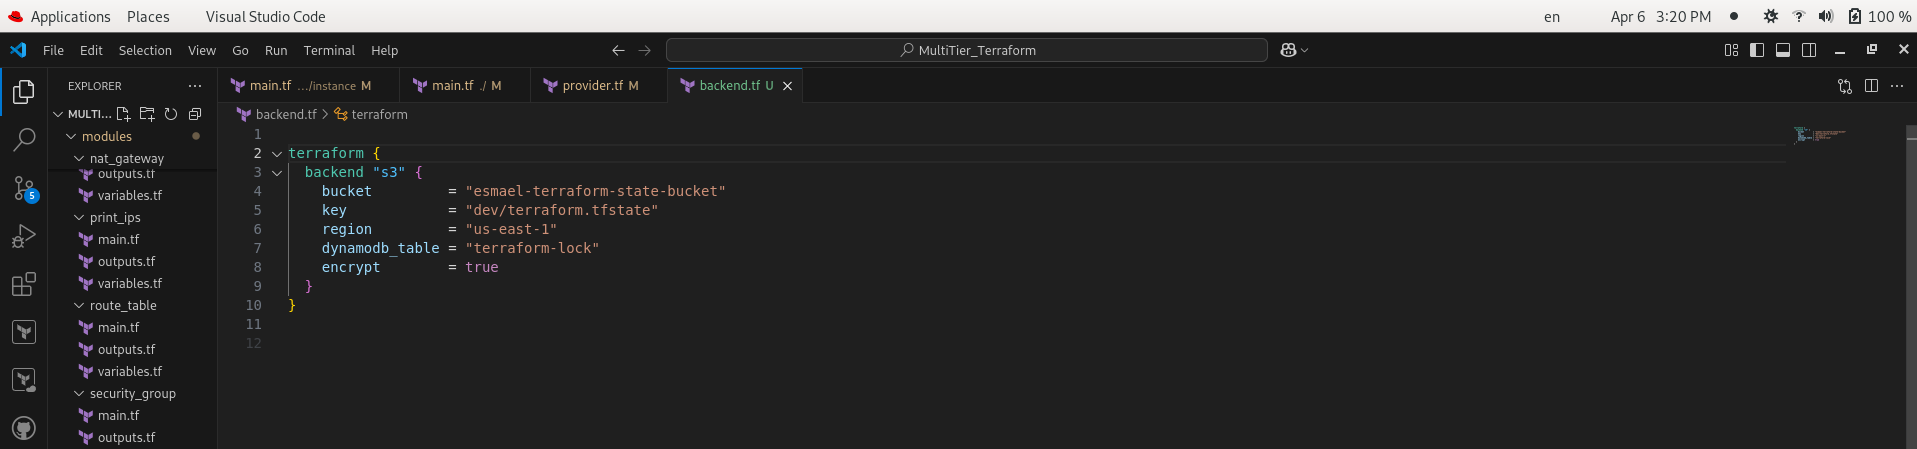 Applications Places Visual Studio Code en Apr 6 3:20 PM 100 %
File Edit Selection View Go Run Terminal Help MultiTier_Terraform
EXPLORER
main.tf .../instance M main.tf ./ M provider.tf M backend.tf U
MULTI...
backend.tf > terraform
modules
nat_gateway
outputs.tf
variables.tf
print_ips
main.tf
outputs.tf
variables.tf
route_table
main.tf
outputs.tf
variables.tf
security_group
main.tf
outputs.tf
5
1
2 terraform {
3 backend "s3" {
4 bucket = "esmael-terraform-state-bucket"
5 key = "dev/terraform.tfstate"
6 region = "us-east-1"
7 dynamodb_table = "terraform-lock"
8 encrypt = true
9 }
10 }
11
12